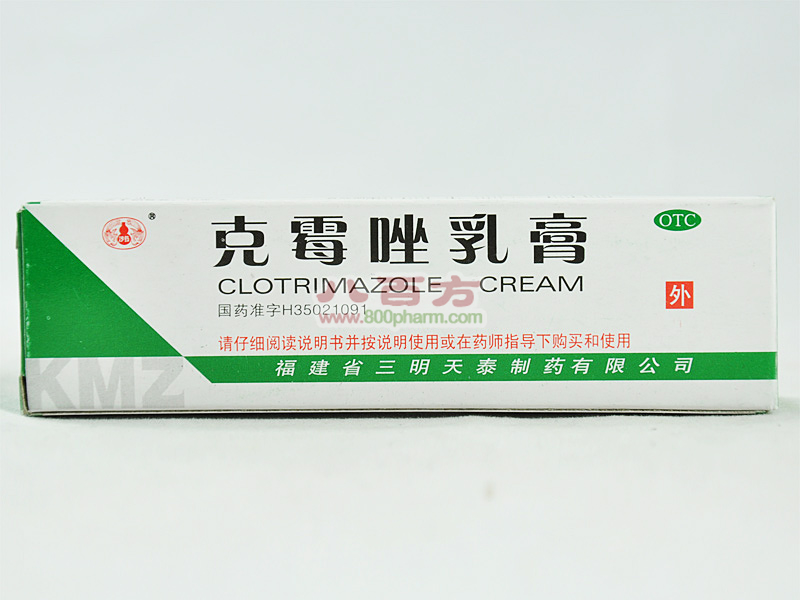 ®
OTC
克霉唑乳膏
CLOTRIMAZOLE CREAM
外
国药准字H35021091
八百方
www.800pharm.com
请仔细阅读说明书并按说明使用或在药师指导下购买和使用
福建省三明天泰制药有限公司
KMZ